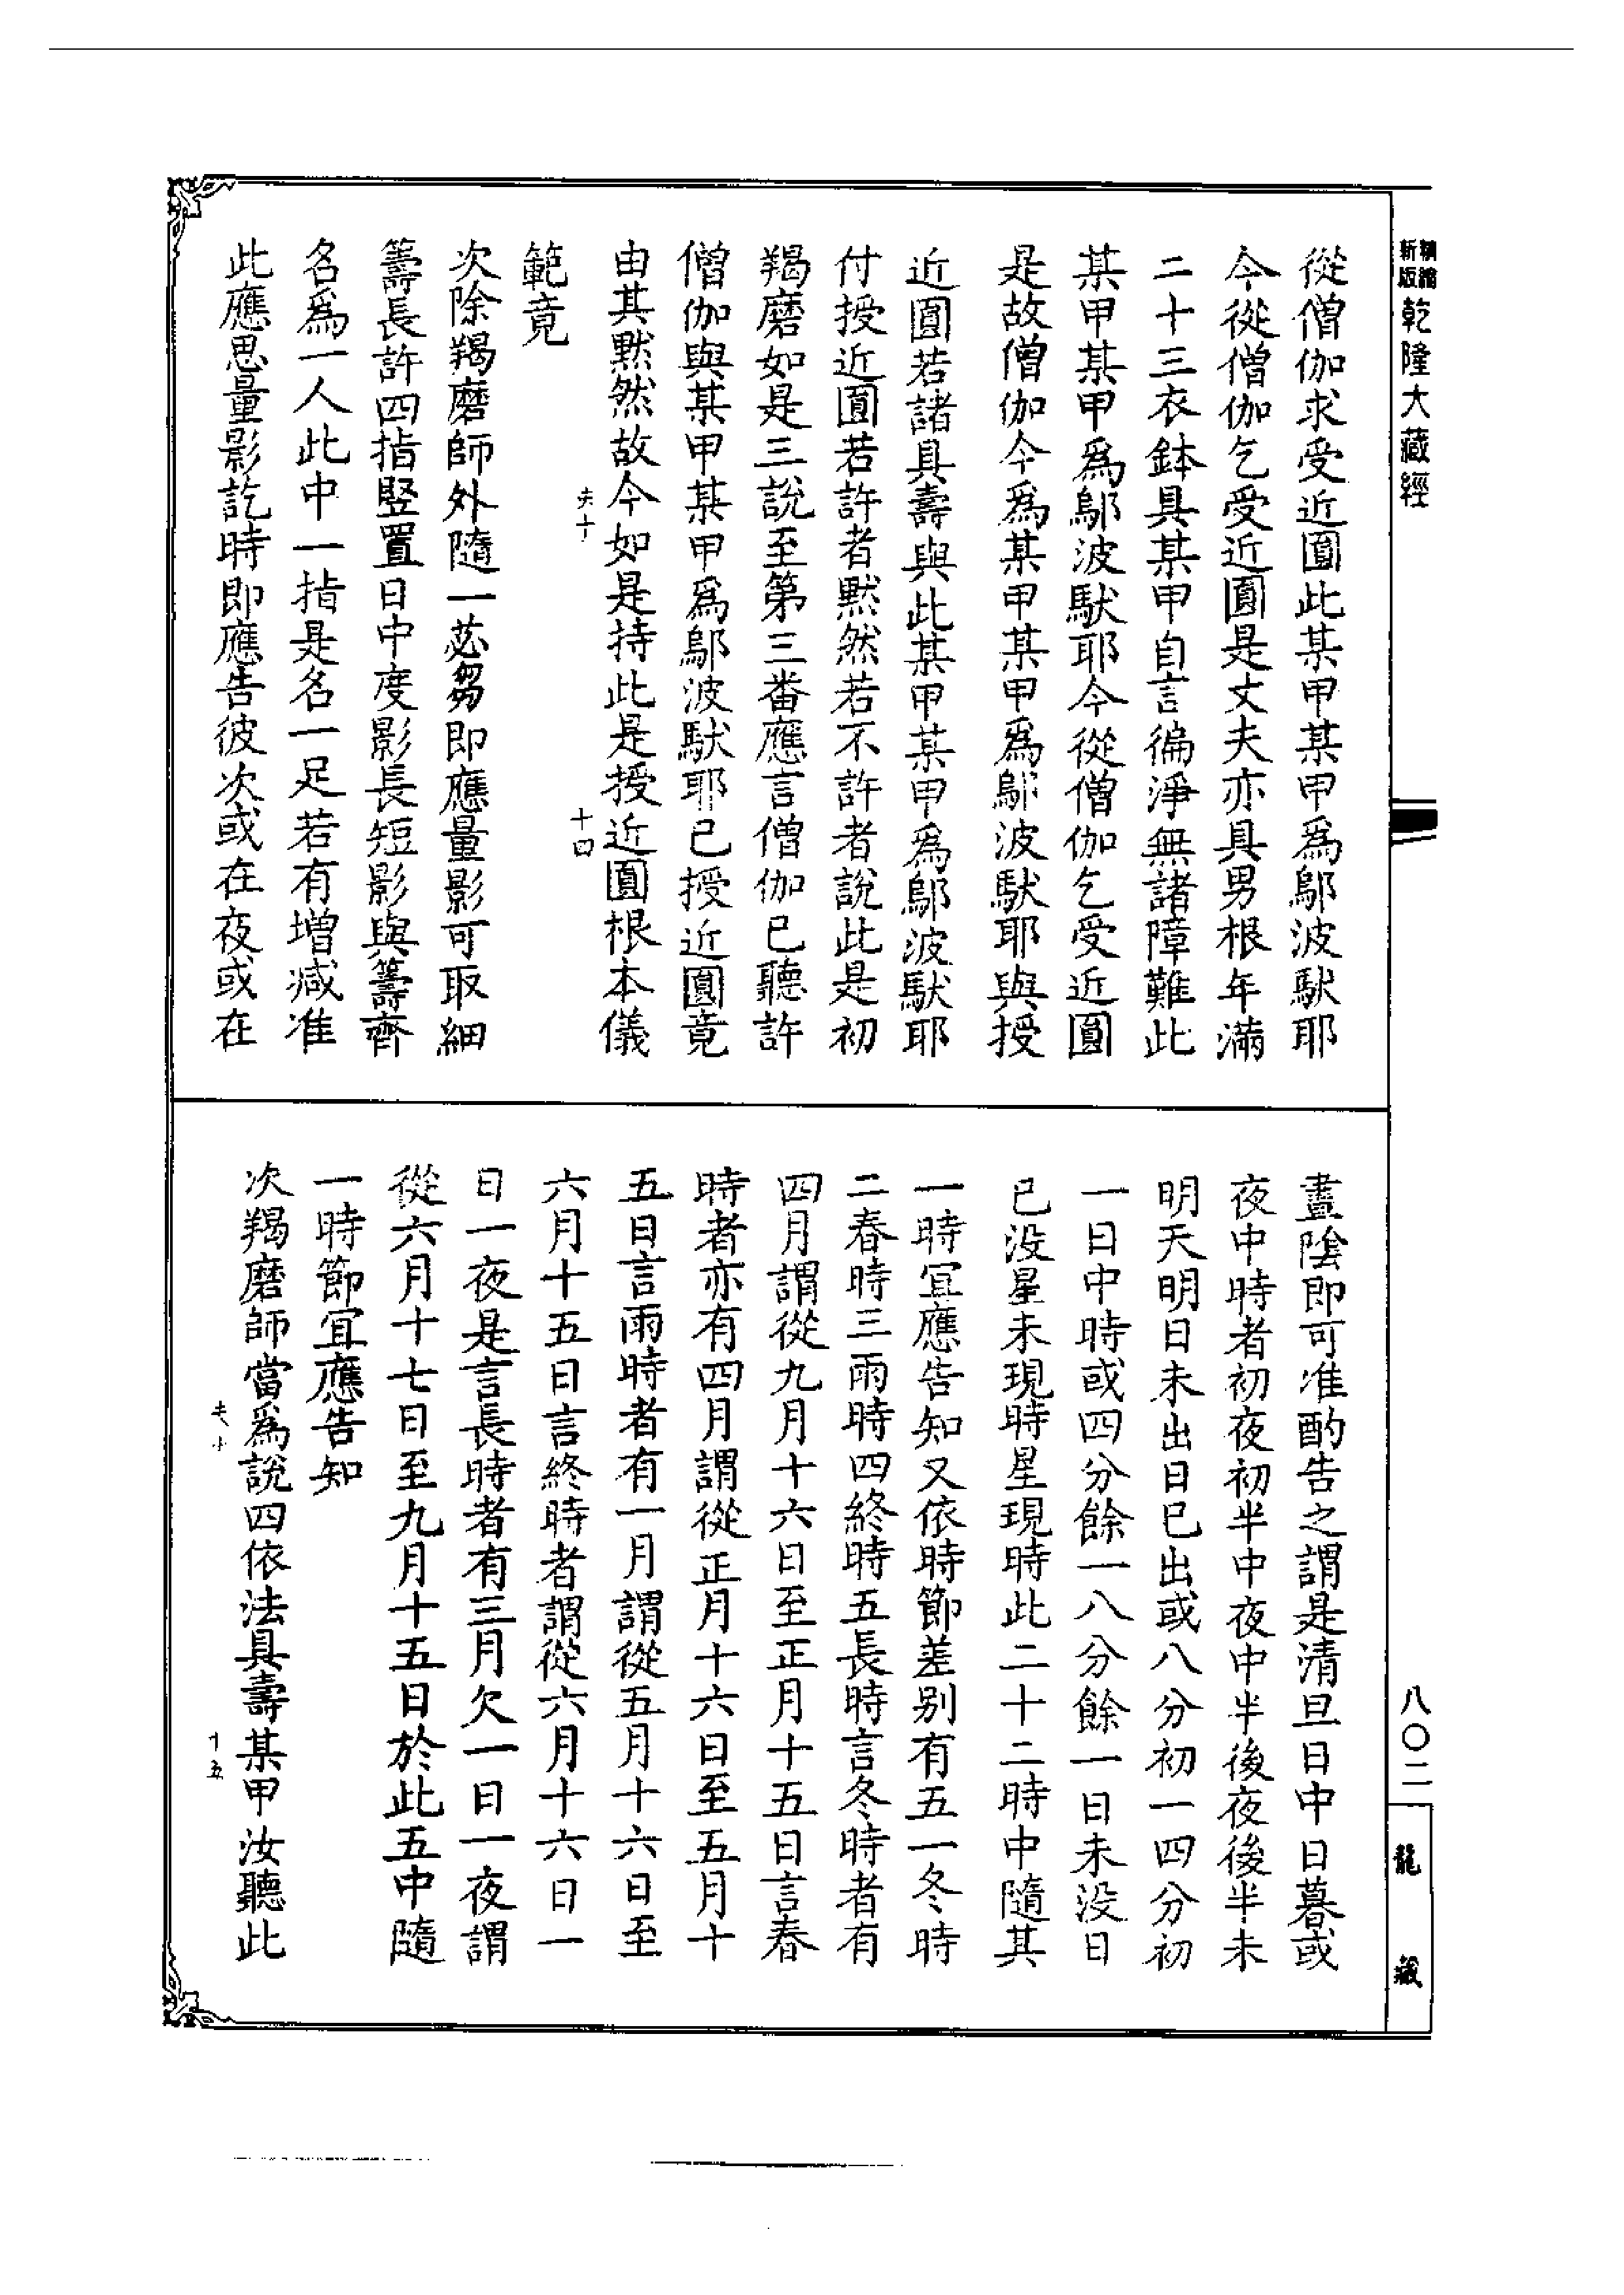 精縮新版乾隆大藏經
八〇二
龍藏
從僧伽求受近圓此某甲某甲爲鄔波馱耶
今從僧伽乞受近圓是丈夫亦具男根年滿
二十三衣鉢具某甲自言徧淨無諸障難此
某甲某甲爲鄔波馱耶今從僧伽乞受近圓
是故僧伽今爲某甲某甲爲鄔波馱耶與授
近圓若諸具壽與此某甲某甲爲鄔波馱耶
付授近圓若許者黙然若不許者說此是初
羯磨如是三說至第三番應言僧伽已聽許
僧伽與某甲某甲爲鄔波馱耶已授近圓竟
由其黙然故今如是持此是授近圓根本儀
夫十
十四
範竟
次除羯磨師外隨一苾芻即應量影可取細
籌長許四指竪置日中度影長短影與籌齊
名爲一人此中一指是名一足若有增減准
此應思量影訖時即應告彼次或在夜或在
晝陰即可准酌告之謂是清旦日中日暮或
夜中時者初夜初半中夜中半後夜後半未
明天明日未出日已出或八分初一四分初
一日中時或四分餘一八分餘一日未没日
已没星未現時星現時此二十二時中隨其
一時宜應告知又依時節差别有五一冬時
二春時三雨時四終時五長時言冬時者有
四月謂從九月十六日至正月十五日言春
時者亦有四月謂從正月十六日至五月十
五日言雨時者有一月謂從五月十六日至
六月十五日言終時者謂從六月十六日一
日一夜是言長時者有三月欠一日一夜謂
從六月十七日至九月十五日於此五中隨
一時節宜應告知
次羯磨師當爲說四依法具壽某甲汝聽此
夫十
十五